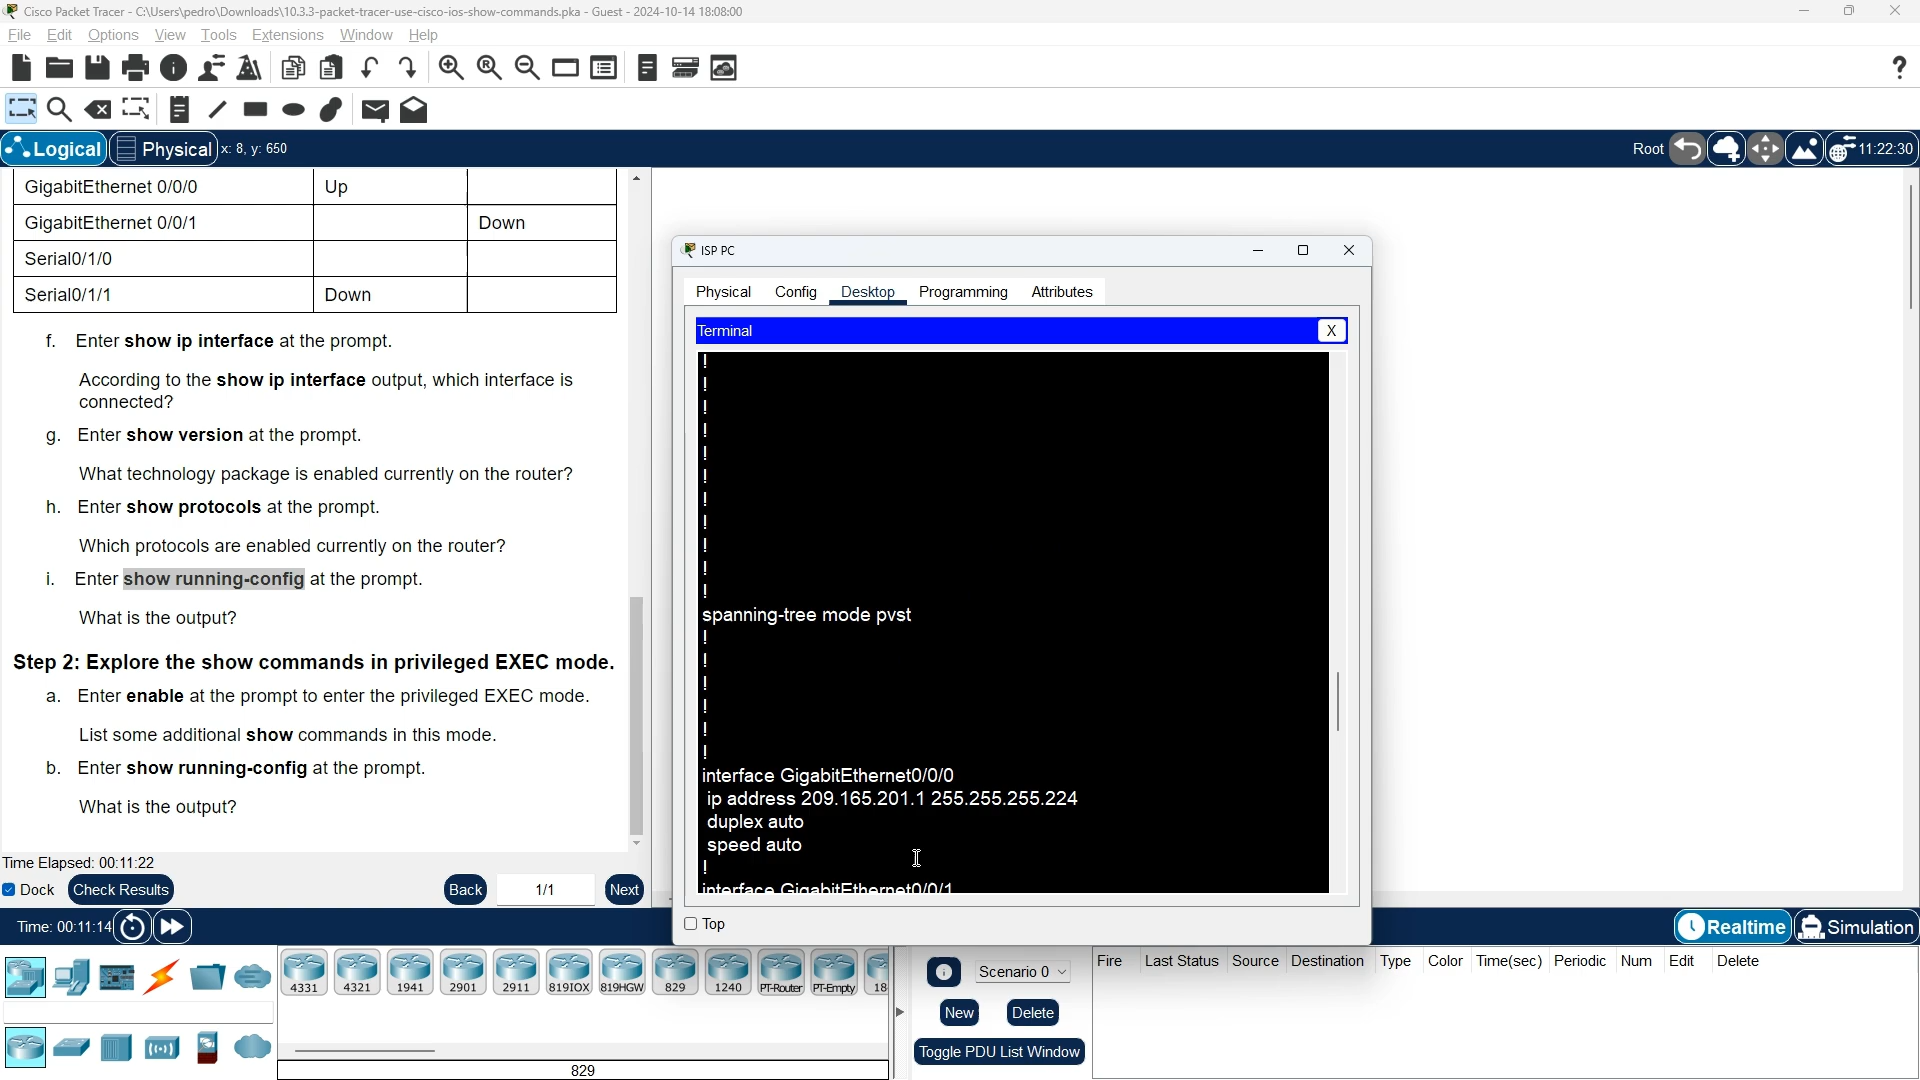 Cisco Packet Tracer - C:\Users\pedro\Downloads\10.3.3-packet-tracer-use-cisco-ios-show-commands.pka - Guest - 2024-10-14 18:08:00
File Edit Options View Tools Extensions Window Help
?
Logical Physical x: 8, y: 650 Root 11:22:30
GigabitEthernet 0/0/0 Up
GigabitEthernet 0/0/1 Down
Serial0/1/0
Serial0/1/1 Down
f. Enter show ip interface at the prompt.
According to the show ip interface output, which interface is
connected?
g. Enter show version at the prompt.
What technology package is enabled currently on the router?
h. Enter show protocols at the prompt.
Which protocols are enabled currently on the router?
i. Enter show running-config at the prompt.
What is the output?
Step 2: Explore the show commands in privileged EXEC mode.
a. Enter enable at the prompt to enter the privileged EXEC mode.
List some additional show commands in this mode.
b. Enter show running-config at the prompt.
What is the output?
Time Elapsed: 00:11:22
Dock Check Results Back 1/1 Next
ISP PC
Physical Config Desktop Programming Attributes
Terminal X
!
!
!
!
!
!
!
!
!
!
!
spanning-tree mode pvst
!
!
!
!
!
!
interface GigabitEthernet0/0/0
ip address 209.165.201.1 255.255.255.224
duplex auto
speed auto
!
interface GigabitEthernet0/0/1
Top
Time: 00:11:14 Realtime Simulation
4331 4321 1941 2901 2911 819IOX 819HGW 829 1240 PT-Router PT-Empty 18
829
Scenario 0
New Delete
Toggle PDU List Window
Fire Last Status Source Destination Type Color Time(sec) Periodic Num Edit Delete